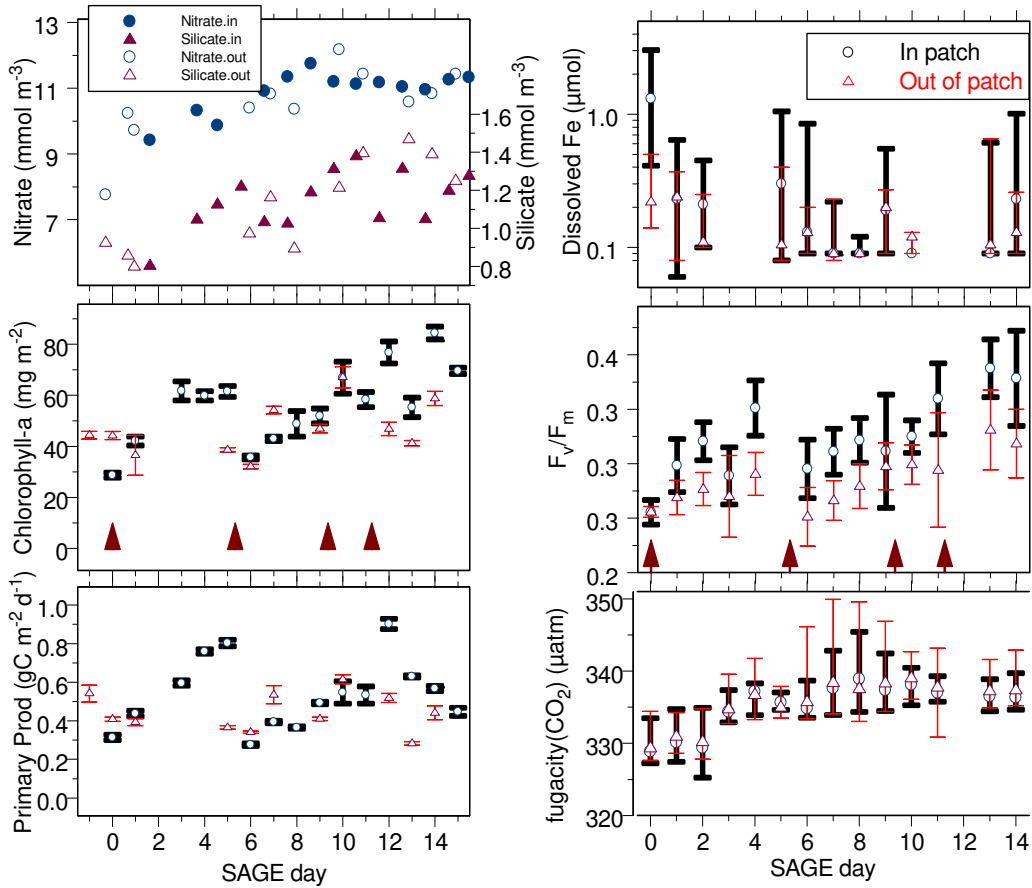 Nitrate.in
Silicate.in
Nitrate.out
Silicate.out
13
11
9
7
Nitrate (mmol m-3)
1.6
1.4
1.2
1.0
0.8
Silicate (mmol m-3)
In patch
Out of patch
1.0
0.1
Dissolved Fe (µmol)
80
60
40
20
0
Chlorophyll-a (mg m-2)
0.4
0.3
0.3
0.3
0.2
Fv/Fm
1.0
0.8
0.6
0.4
0.2
0.0
Primary Prod (gC m-2 d-1)
0 2 4 6 8 10 12 14
SAGE day
350
340
330
320
fugacity(CO2) (µatm)
0 2 4 6 8 10 12 14
SAGE day